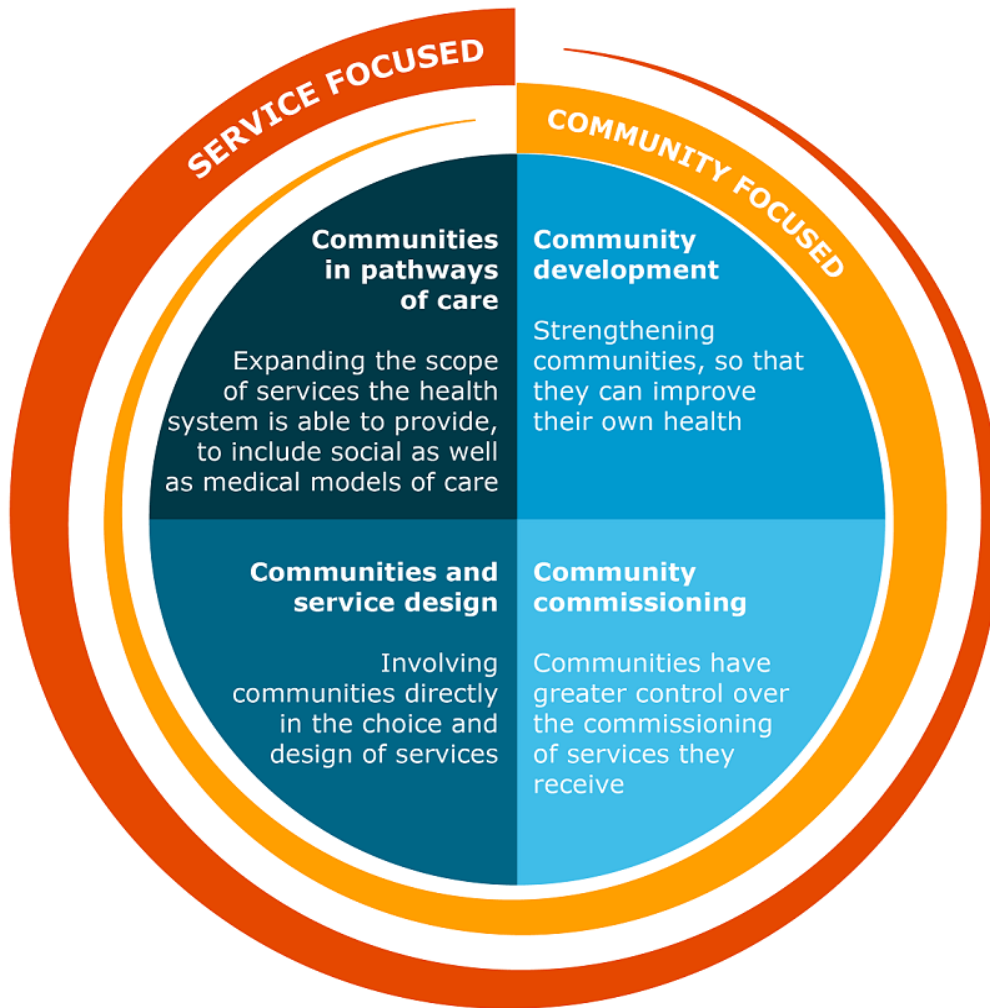 SERVICE FOCUSED
COMMUNITY FOCUSED
Communities
in pathways
of care
Expanding the scope
of services the health
system is able to provide,
to include social as well
as medical models of care
Community
development
Strengthening
communities, so that
they can improve
their own health
Communities and
service design
Involving
communities directly
in the choice and
design of services
Community
commissioning
Communities have
greater control over
the commissioning
of services they
receive